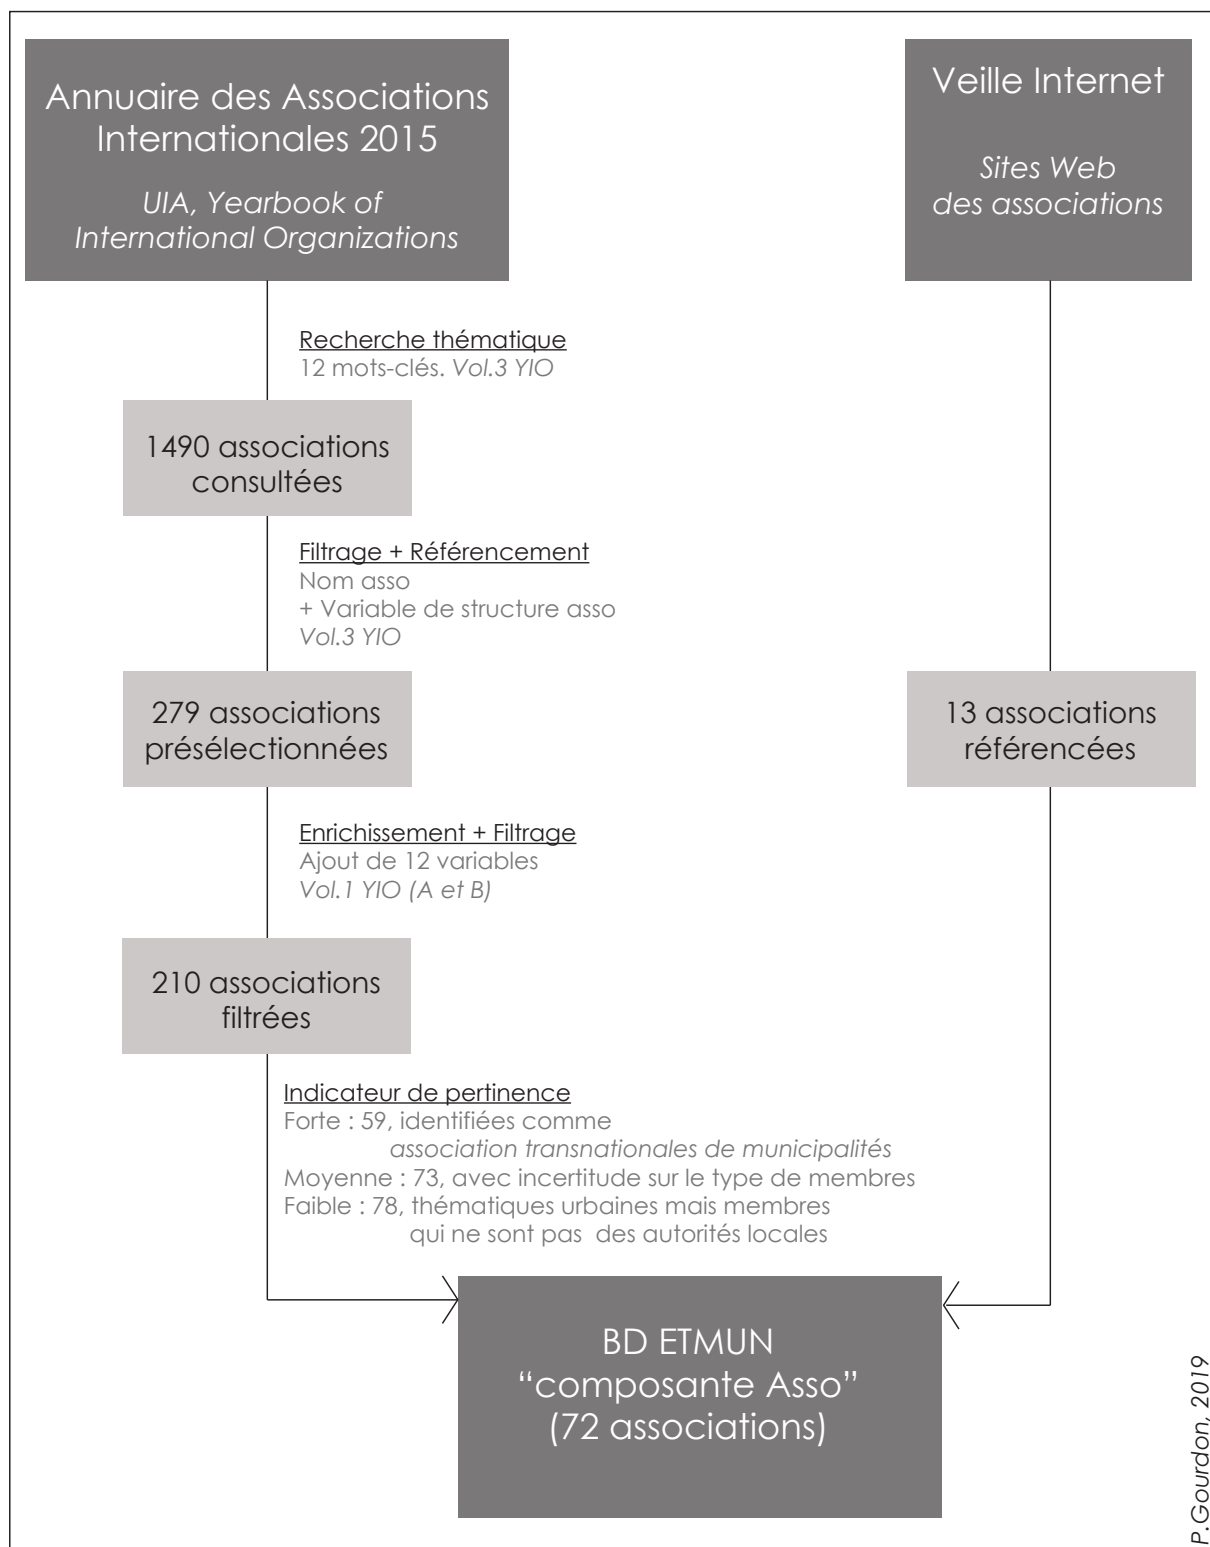 Annuaire des Associations
Internationales 2015
UIA, Yearbook of
International Organizations
Veille Internet
Sites Web
des associations
Recherche thématique
12 mots-clés. Vol.3 YIO
1490 associations
consultées
Filtrage + Référencement
Nom asso
+ Variable de structure asso
Vol.3 YIO
279 associations
présélectionnées
13 associations
référencées
Enrichissement + Filtrage
Ajout de 12 variables
Vol.1 YIO (A et B)
210 associations
filtrées
Indicateur de pertinence
Forte : 59, identifiées comme
association transnationales de municipalités
Moyenne : 73, avec incertitude sur le type de membres
Faible : 78, thématiques urbaines mais membres
qui ne sont pas des autorités locales
BD ETMUN
“composante Asso”
(72 associations)
P.Gourdon, 2019